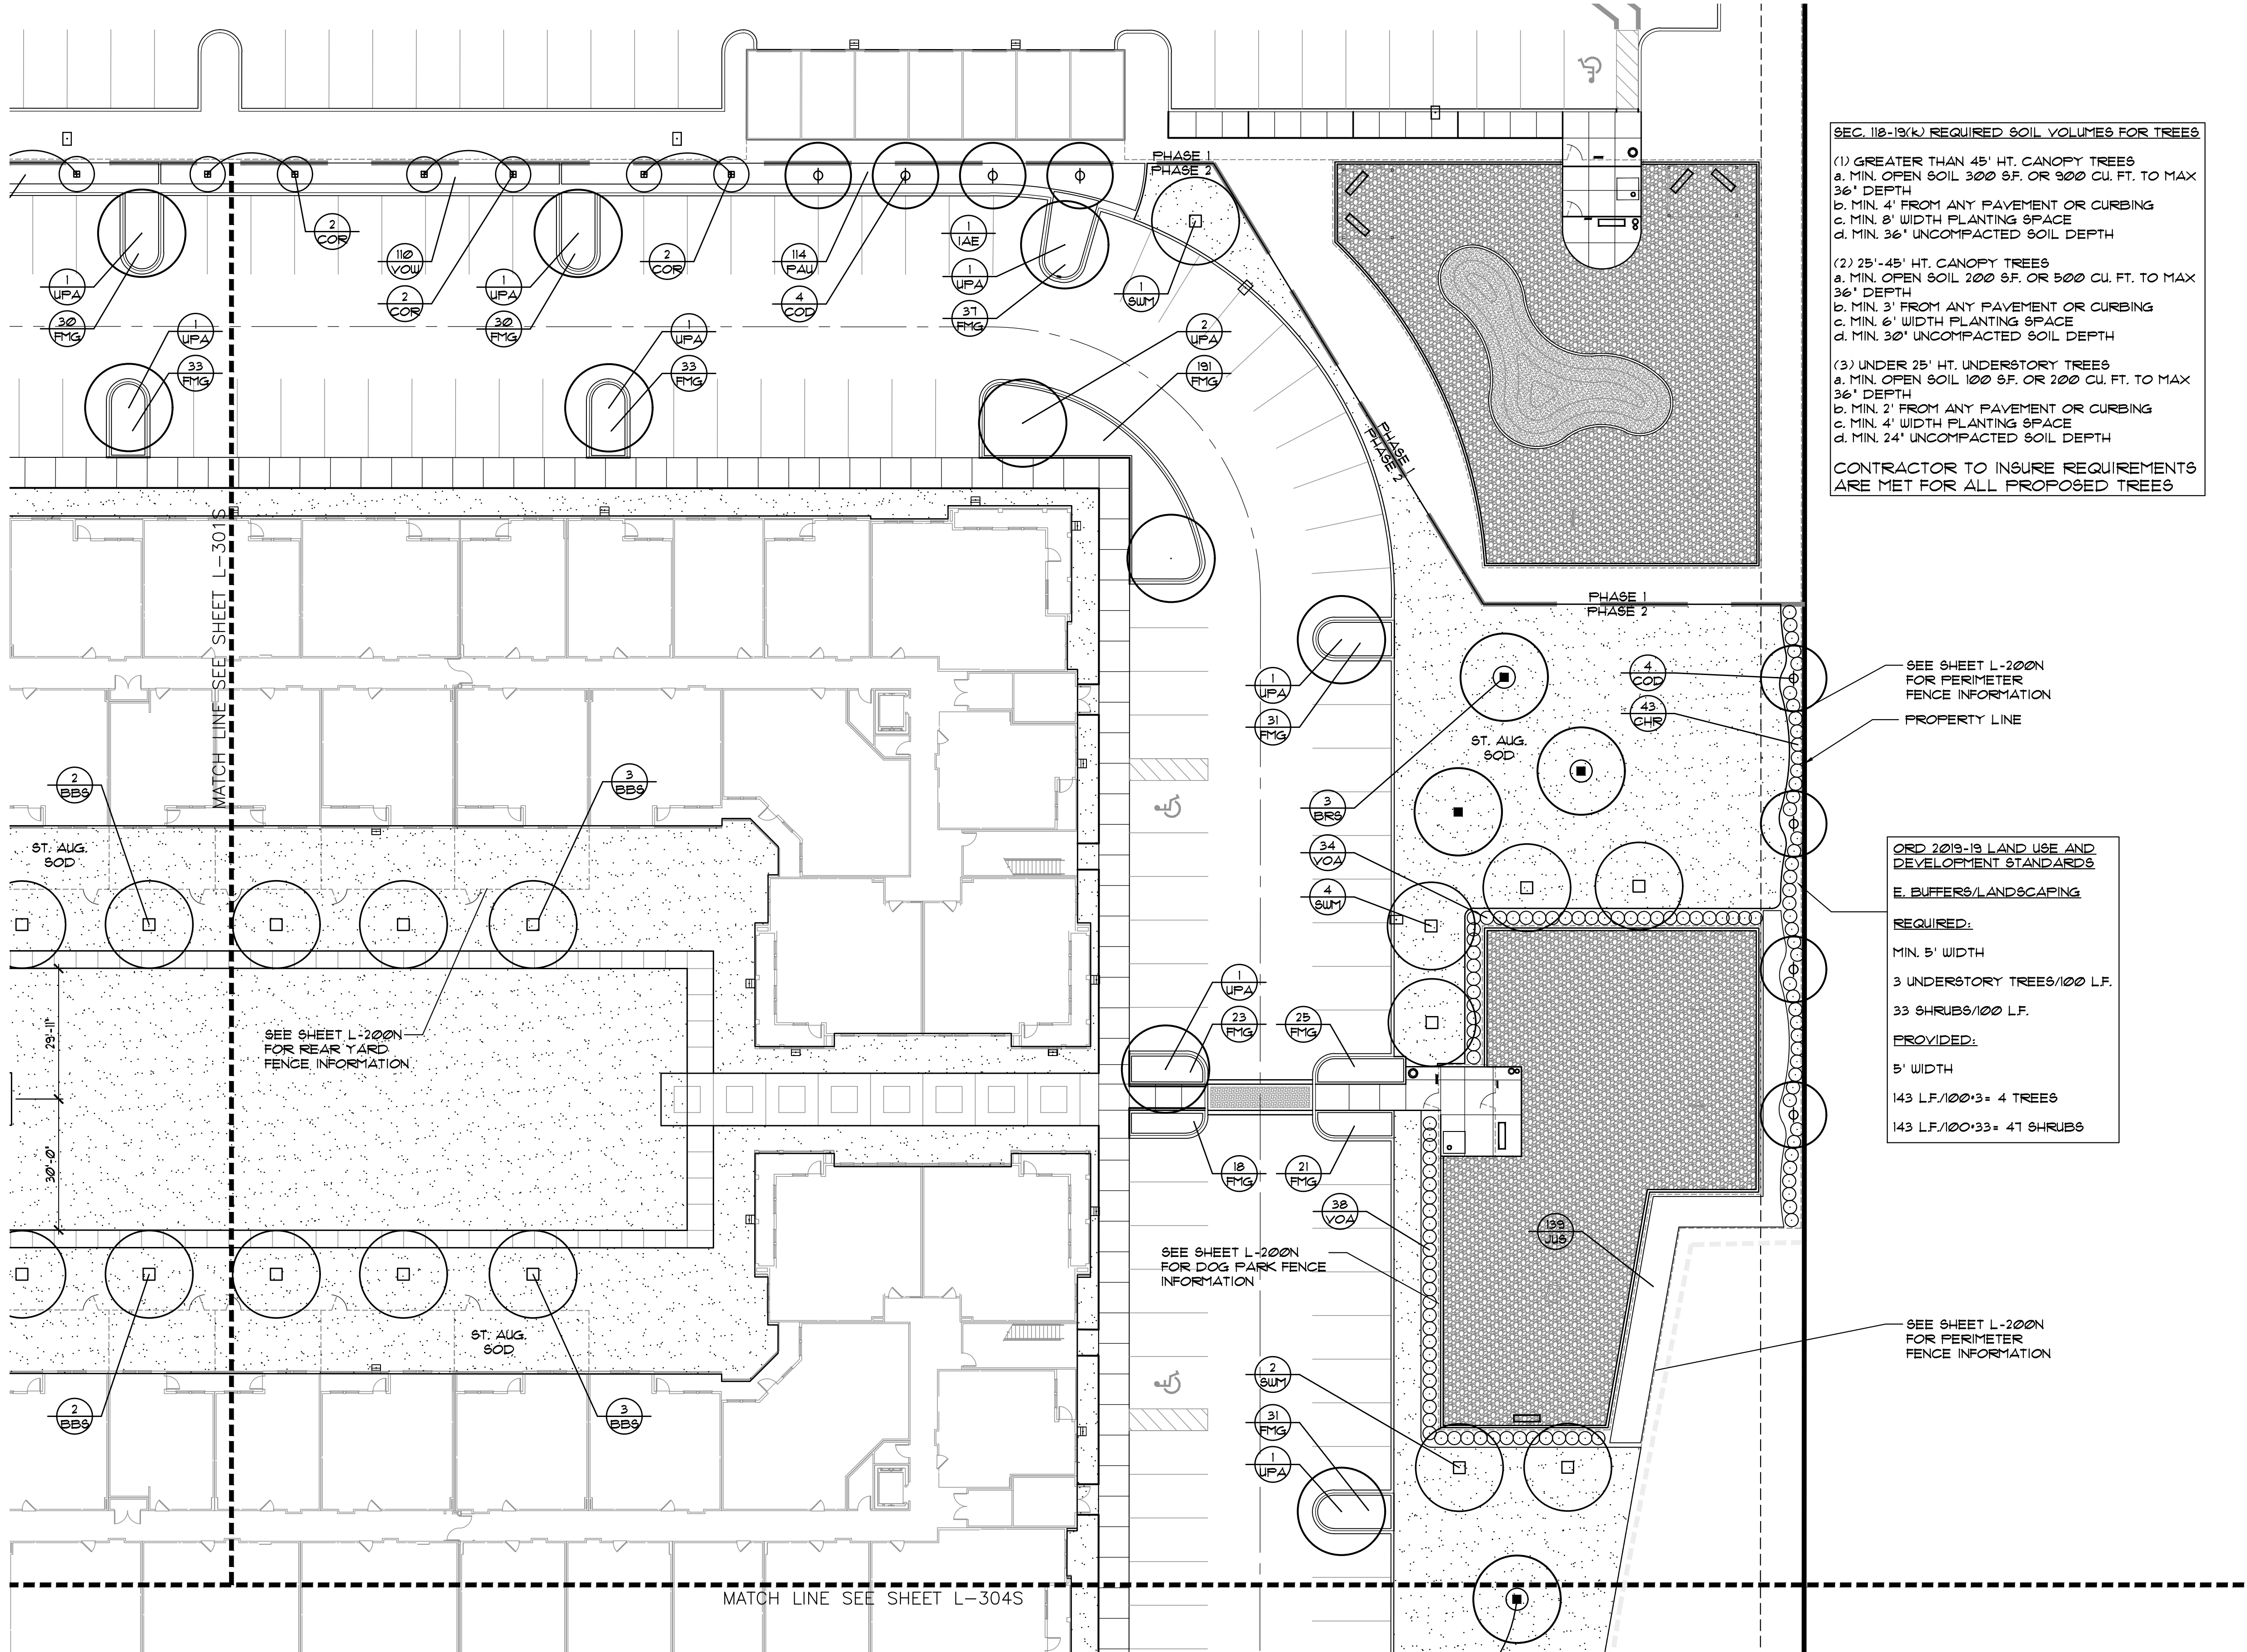 SEC. 118-19(k) REQUIRED SOIL VOLUMES FOR TREES
(1) GREATER THAN 45' HT. CANOPY TREES
a. MIN. OPEN SOIL 300 S.F. OR 900 CU. FT. TO MAX
36" DEPTH
b. MIN. 4' FROM ANY PAVEMENT OR CURBING
c. MIN. 8' WIDTH PLANTING SPACE
d. MIN. 36" UNCOMPACTED SOIL DEPTH
(2) 25'-45' HT. CANOPY TREES
a. MIN. OPEN SOIL 200 S.F. OR 500 CU. FT. TO MAX
36" DEPTH
b. MIN. 3' FROM ANY PAVEMENT OR CURBING
c. MIN. 6' WIDTH PLANTING SPACE
d. MIN. 30" UNCOMPACTED SOIL DEPTH
(3) UNDER 25' HT. UNDERSTORY TREES
a. MIN. OPEN SOIL 100 S.F. OR 200 CU. FT. TO MAX
36" DEPTH
b. MIN. 2' FROM ANY PAVEMENT OR CURBING
c. MIN. 4' WIDTH PLANTING SPACE
d. MIN. 24" UNCOMPACTED SOIL DEPTH
CONTRACTOR TO INSURE REQUIREMENTS
ARE MET FOR ALL PROPOSED TREES
PHASE 1
PHASE 2
2
COR
110
VOW
2
COR
1
UPA
2
COR
114
PAU
4
COD
1
IAE
1
UPA
37
FMG
1
SWM
1
UPA
30
FMG
30
FMG
1
UPA
33
FMG
1
UPA
33
FMG
2
UPA
191
FMG
PHASE 1
PHASE 2
MATCH LINE SEE SHEET L-301S
PHASE 1
PHASE 2
1
UPA
31
FMG
4
COD
43
CHR
SEE SHEET L-200N
FOR PERIMETER
FENCE INFORMATION
PROPERTY LINE
ST. AUG.
SOD
2
BBS
3
BBS
3
BRS
34
VOA
4
SWM
ST. AUG.
SOD
ORD 2019-19 LAND USE AND
DEVELOPMENT STANDARDS
E. BUFFERS/LANDSCAPING
REQUIRED:
MIN. 5' WIDTH
3 UNDERSTORY TREES/100 L.F.
33 SHRUBS/100 L.F.
PROVIDED:
5' WIDTH
143 L.F./100*3= 4 TREES
143 L.F./100*33= 47 SHRUBS
29'-11"
30'-0"
SEE SHEET L-200N
FOR REAR YARD
FENCE INFORMATION
1
UPA
23
FMG
25
FMG
18
FMG
21
FMG
38
VOA
139
JUS
SEE SHEET L-200N
FOR DOG PARK FENCE
INFORMATION
SEE SHEET L-200N
FOR PERIMETER
FENCE INFORMATION
ST. AUG.
SOD
2
BBS
3
BBS
2
SWM
31
FMG
1
UPA
MATCH LINE SEE SHEET L-304S